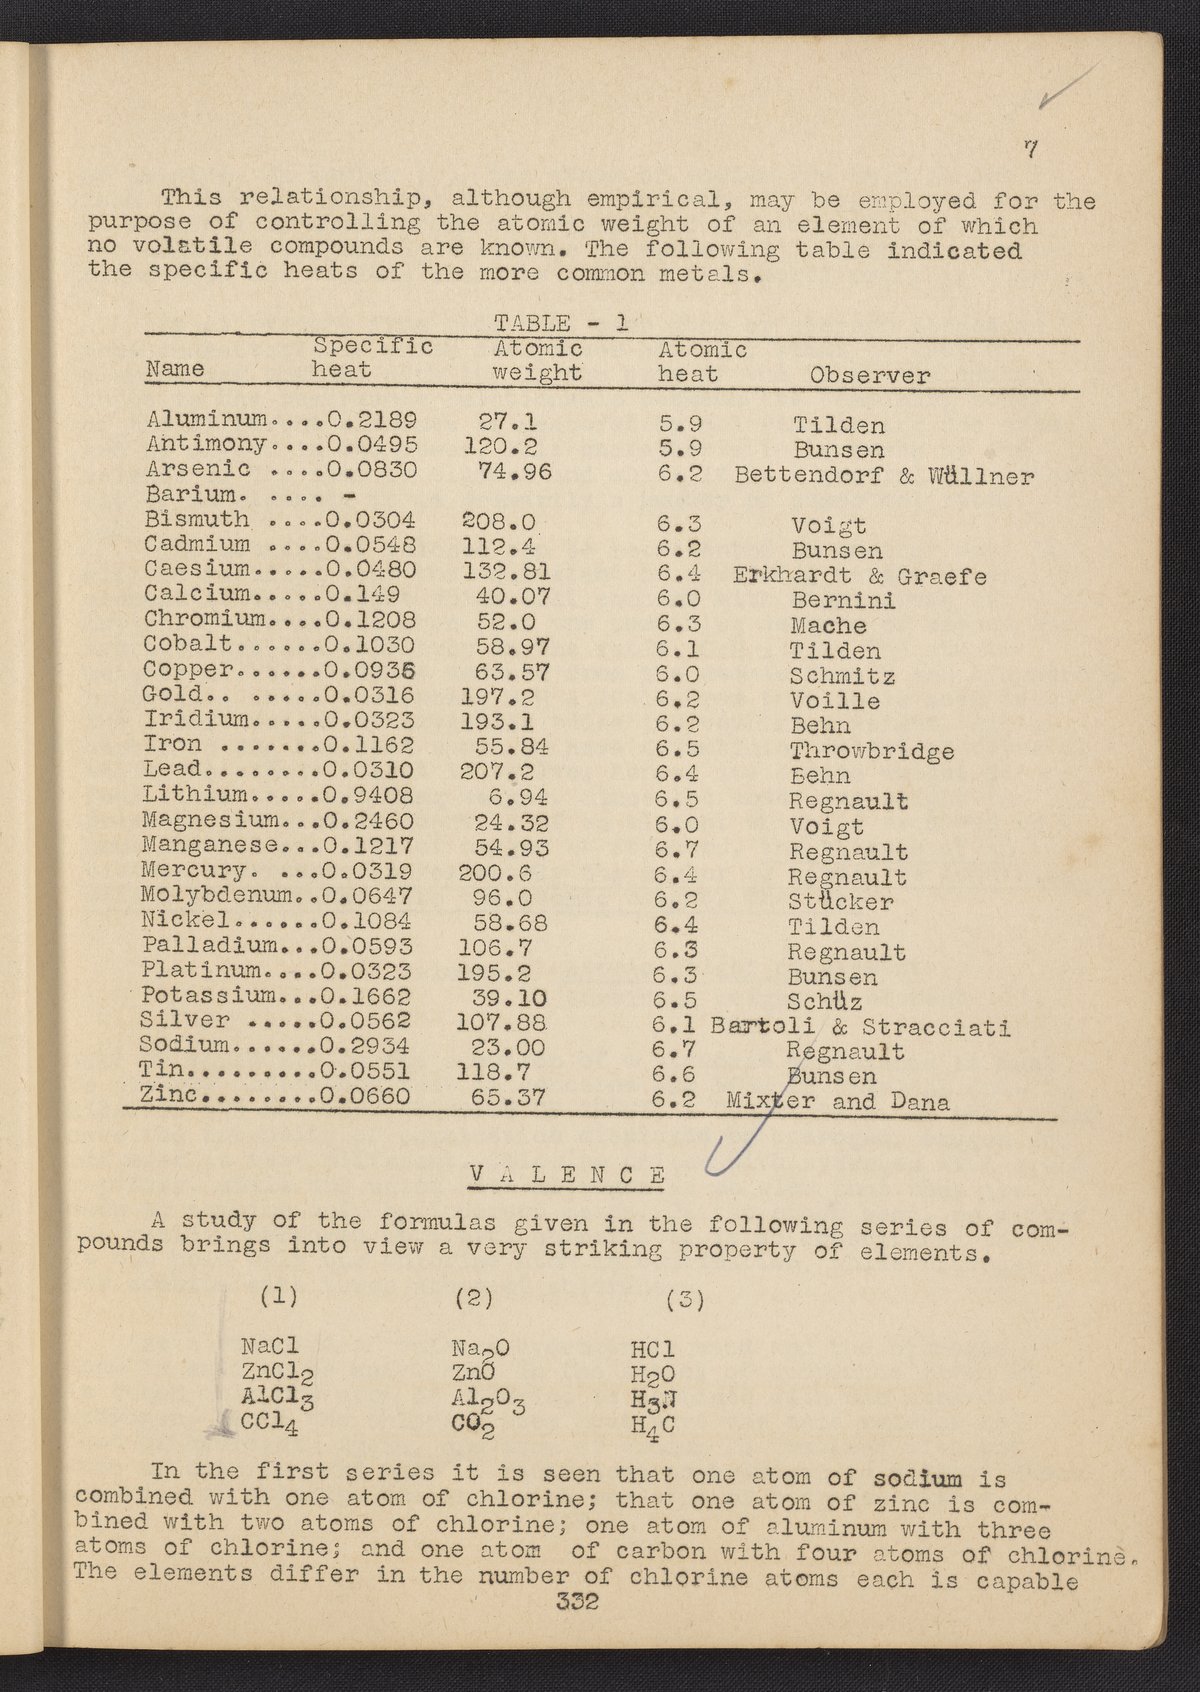 7
This relationship, although empirical, may be employed for the
purpose of controlling the atomic weight of an element of which
no volatile compounds are known. The following table indicated
the specific heats of the more common metals.
TABLE - 1
Specific Atomic Atomic
Name heat weight heat Observer
Aluminum....0.2189 27.1 5.9 Tilden
Antimony....0.0495 120.2 5.9 Bunsen
Arsenic ....0.0830 74.96 6.2 Bettendorf & Wüllner
Barium. .... -
Bismuth ....0.0304 208.0 6.3 Voigt
Cadmium ....0.0548 112.4 6.2 Bunsen
Caesium.....0.0480 132.81 6.4 Erkhardt & Graefe
Calcium.....0.149 40.07 6.0 Bernini
Chromium....0.1208 52.0 6.3 Mache
Cobalt......0.1030 58.97 6.1 Tilden
Copper......0.0936 63.57 6.0 Schmitz
Gold.. .....0.0316 197.2 6.2 Voille
Iridium.....0.0323 193.1 6.2 Behn
Iron .......0.1162 55.84 6.5 Throwbridge
Lead........0.0310 207.2 6.4 Behn
Lithium.....0.9408 6.94 6.5 Regnault
Magnesium...0.2460 24.32 6.0 Voigt
Manganese...0.1217 54.93 6.7 Regnault
Mercury. ...0.0319 200.6 6.4 Regnault
Molybdenum..0.0647 96.0 6.2 Stücker
Nickel......0.1084 58.68 6.4 Tilden
Palladium...0.0593 106.7 6.3 Regnault
Platinum....0.0323 195.2 6.3 Bunsen
Potassium...0.1662 39.10 6.5 Schüz
Silver .....0.0562 107.88 6.1 Bartoli & Stracciati
Sodium......0.2934 23.00 6.7 Regnault
Tin.........0.0551 118.7 6.6 Bunsen
Zinc........0.0660 65.37 6.2 Mixter and Dana
V A L E N C E
A study of the formulas given in the following series of com-
pounds brings into view a very striking property of elements.
(1) (2) (3)
NaCl Na₂O HCl
ZnCl₂ ZnO H₂O
AlCl₃ Al₂O₃ H₃N
CCl₄ CO₂ H₄C
In the first series it is seen that one atom of sodium is
combined with one atom of chlorine; that one atom of zinc is com-
bined with two atoms of chlorine; one atom of aluminum with three
atoms of chlorine; and one atom of carbon with four atoms of chlorine.
The elements differ in the number of chlorine atoms each is capable
332